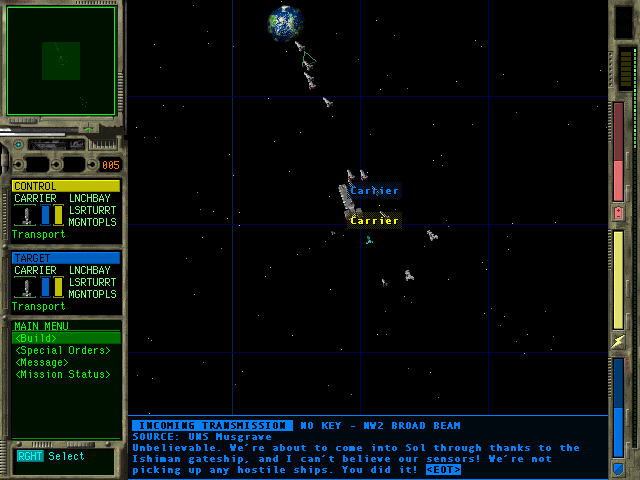 005
CONTROL
CARRIER LNCHBAY
LSRTURRT
MGNTOPLS
Transport
TARGET
CARRIER LNCHBAY
LSRTURRT
MGNTOPLS
Transport
MAIN MENU
<Build>
<Special Orders>
<Message>
<Mission Status>
RGHT Select
Carrier
Carrier
INCOMING TRANSMISSION NO KEY - NW2 BROAD BEAM
SOURCE: UNS Musgrave
Unbelievable. We're about to come into Sol through thanks to the
Ishiman gateship, and I can't believe our sensors! We're not
picking up any hostile ships. You did it! <EOT>